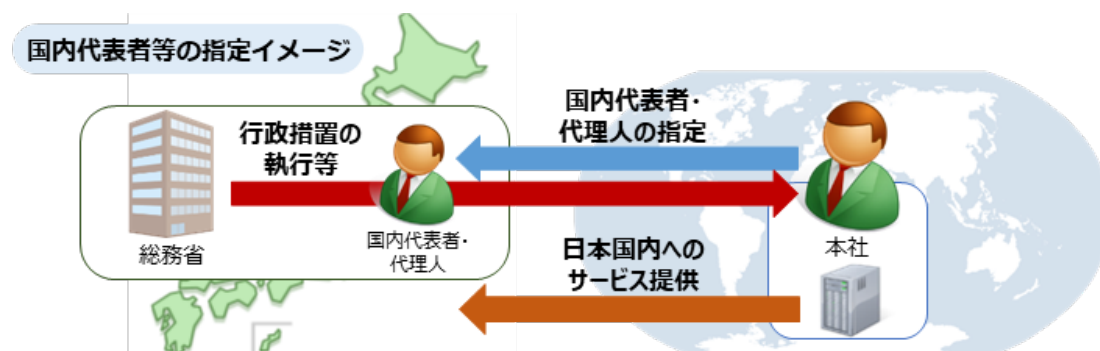 国内代表者等の指定イメージ
行政措置の
執行等
国内代表者・
代理人の指定
総務省
国内代表者・
代理人
日本国内への
サービス提供
本社